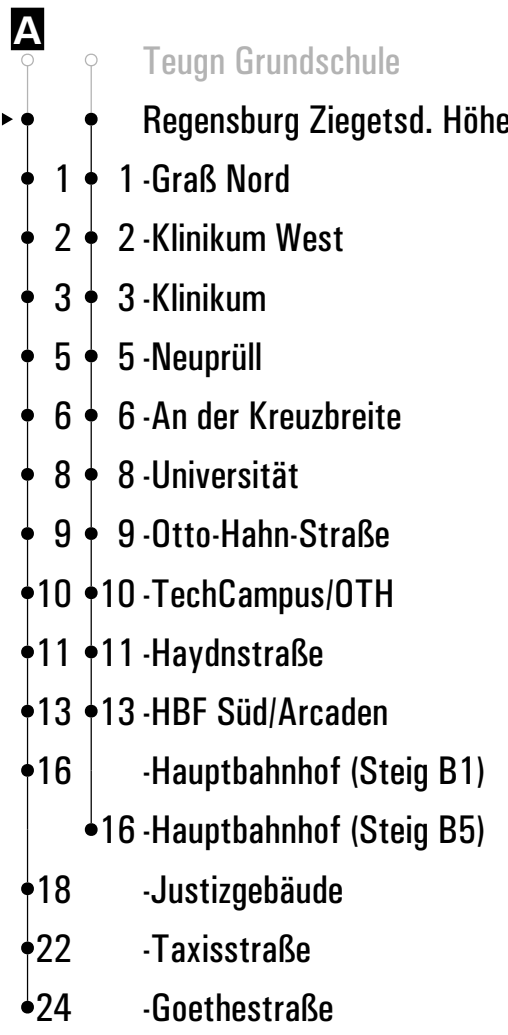 A
Teugn Grundschule
Regensburg Ziegetsd. Höhe
1 1 -Graß Nord
2 2 -Klinikum West
3 3 -Klinikum
5 5 -Neuprüll
6 6 -An der Kreuzbreite
8 8 -Universität
9 9 -Otto-Hahn-Straße
10 10 -TechCampus/OTH
11 11 -Haydnstraße
13 13 -HBF Süd/Arcaden
16 -Hauptbahnhof (Steig B1)
16 -Hauptbahnhof (Steig B5)
18 -Justizgebäude
22 -Taxisstraße
24 -Goethestraße